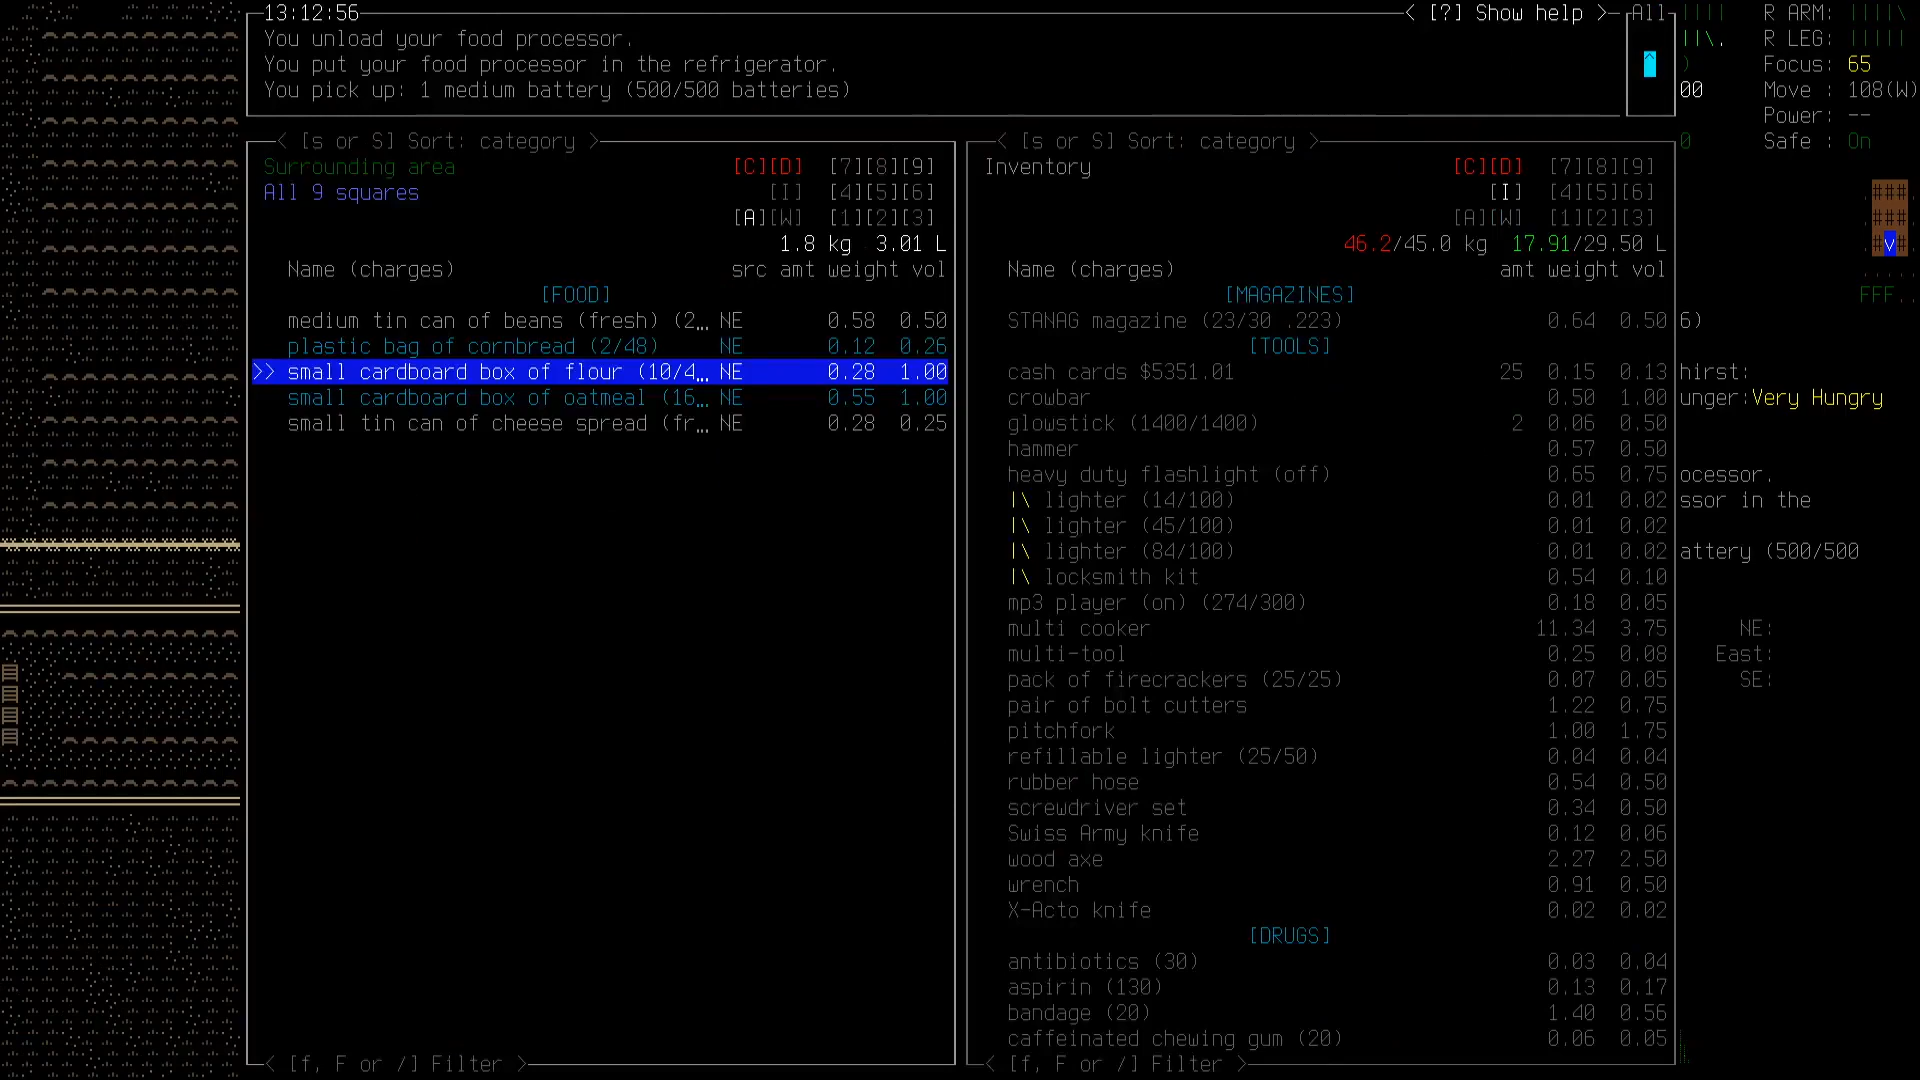 13:12:56
< [?] Show help >
All
You unload your food processor.
You put your food processor in the refrigerator.
You pick up: 1 medium battery (500/500 batteries)
^
R ARM: ||||\
R LEG: |||||
Focus: 65
00 Move : 108(W)
Power: --
0 Safe : On
< [s or S] Sort: category >
Surrounding area [C][D] [7][8][9]
All 9 squares [I] [4][5][6]
[A][W] [1][2][3]
1.8 kg 3.01 L
Name (charges) src amt weight vol
[FOOD]
medium tin can of beans (fresh) (2… NE 0.58 0.50
plastic bag of cornbread (2/48) NE 0.12 0.26
>> small cardboard box of flour (10/4… NE 0.28 1.00
small cardboard box of oatmeal (16… NE 0.55 1.00
small tin can of cheese spread (fr… NE 0.28 0.25
< [f, F or /] Filter >
< [s or S] Sort: category >
Inventory [C][D] [7][8][9]
[I] [4][5][6]
[A][W] [1][2][3]
46.2/45.0 kg 17.91/29.50 L
Name (charges) amt weight vol
[MAGAZINES]
STANAG magazine (23/30 .223) 0.64 0.50
[TOOLS]
cash cards $5351.01 25 0.15 0.13
crowbar 0.50 1.00
glowstick (1400/1400) 2 0.06 0.50
hammer 0.57 0.50
heavy duty flashlight (off) 0.65 0.75
|\ lighter (14/100) 0.01 0.02
|\ lighter (45/100) 0.01 0.02
|\ lighter (84/100) 0.01 0.02
|\ locksmith kit 0.54 0.10
mp3 player (on) (274/300) 0.18 0.05
multi cooker 11.34 3.75
multi-tool 0.25 0.08
pack of firecrackers (25/25) 0.07 0.05
pair of bolt cutters 1.22 0.75
pitchfork 1.00 1.75
refillable lighter (25/50) 0.04 0.04
rubber hose 0.54 0.50
screwdriver set 0.34 0.50
Swiss Army knife 0.12 0.06
wood axe 2.27 2.50
wrench 0.91 0.50
X-Acto knife 0.02 0.02
[DRUGS]
antibiotics (30) 0.03 0.04
aspirin (130) 0.13 0.17
bandage (20) 1.40 0.56
caffeinated chewing gum (20) 0.06 0.05
< [f, F or /] Filter >
###
###
#v#
FFF..
6)
hirst:
unger:Very Hungry
ocessor.
ssor in the
attery (500/500
NE:
East:
SE: